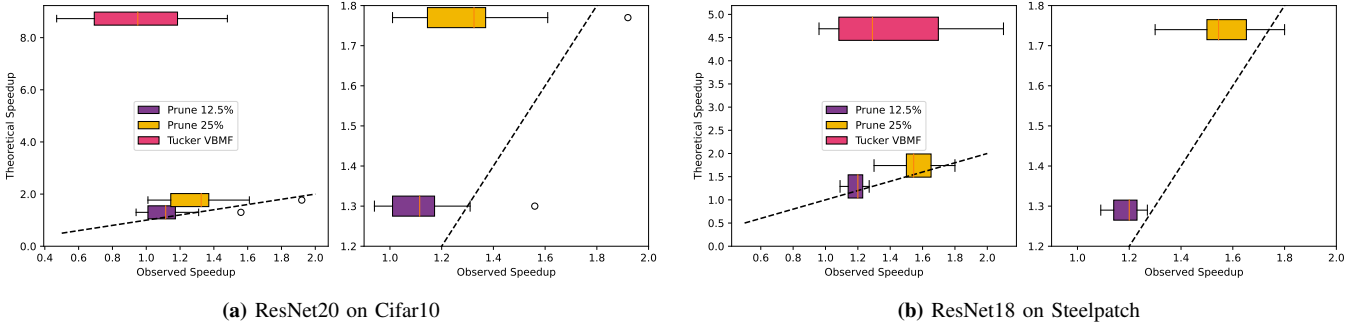 Theoretical Speedup
8.0
6.0
4.0
2.0
0.0
Prune 12.5%
Prune 25%
Tucker VBMF
0.4 0.6 0.8 1.0 1.2 1.4 1.6 1.8 2.0
Observed Speedup
1.8
1.7
1.6
1.5
1.4
1.3
1.2
1.0 1.2 1.4 1.6 1.8 2.0
Observed Speedup
(a) ResNet20 on Cifar10
Theoretical Speedup
5.0
4.5
4.0
3.5
3.0
2.5
2.0
1.5
1.0
0.5
0.0
Prune 12.5%
Prune 25%
Tucker VBMF
0.6 0.8 1.0 1.2 1.4 1.6 1.8 2.0
Observed Speedup
1.8
1.7
1.6
1.5
1.4
1.3
1.2
1.0 1.2 1.4 1.6 1.8 2.0
Observed Speedup
(b) ResNet18 on Steelpatch